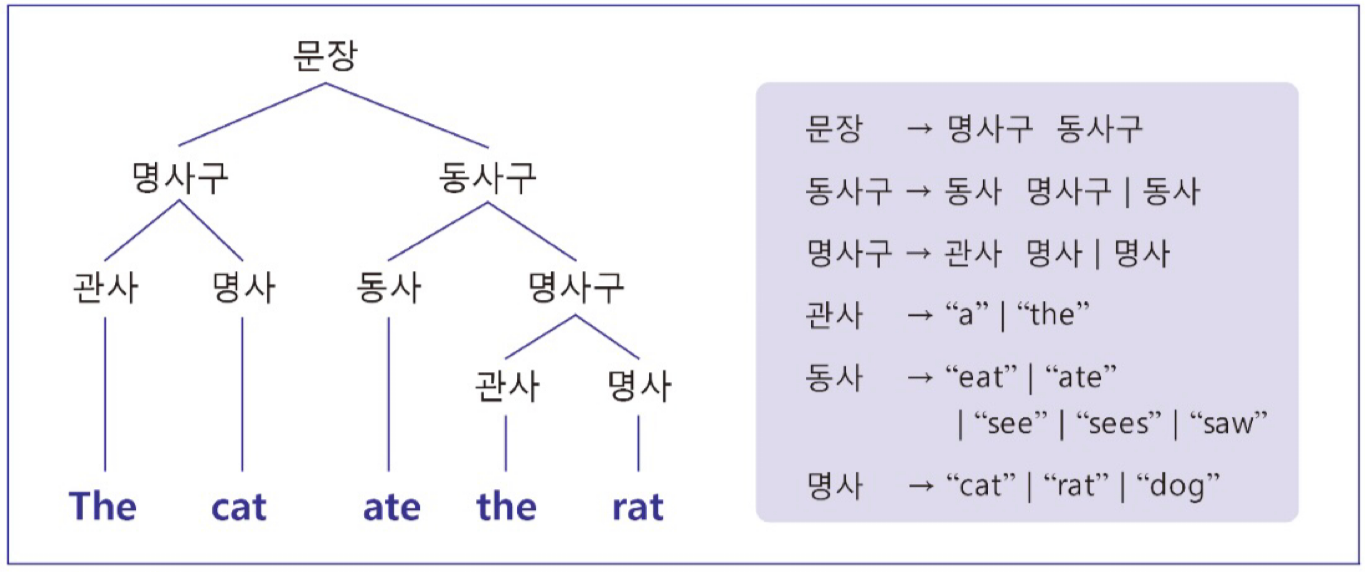 문장
명사구 동사구
관사 명사 동사 명사구
관사 명사
The cat ate the rat
문장 → 명사구 동사구
동사구 → 동사 명사구 | 동사
명사구 → 관사 명사 | 명사
관사 → “a” | “the”
동사 → “eat” | “ate”
| “see” | “sees” | “saw”
명사 → “cat” | “rat” | “dog”